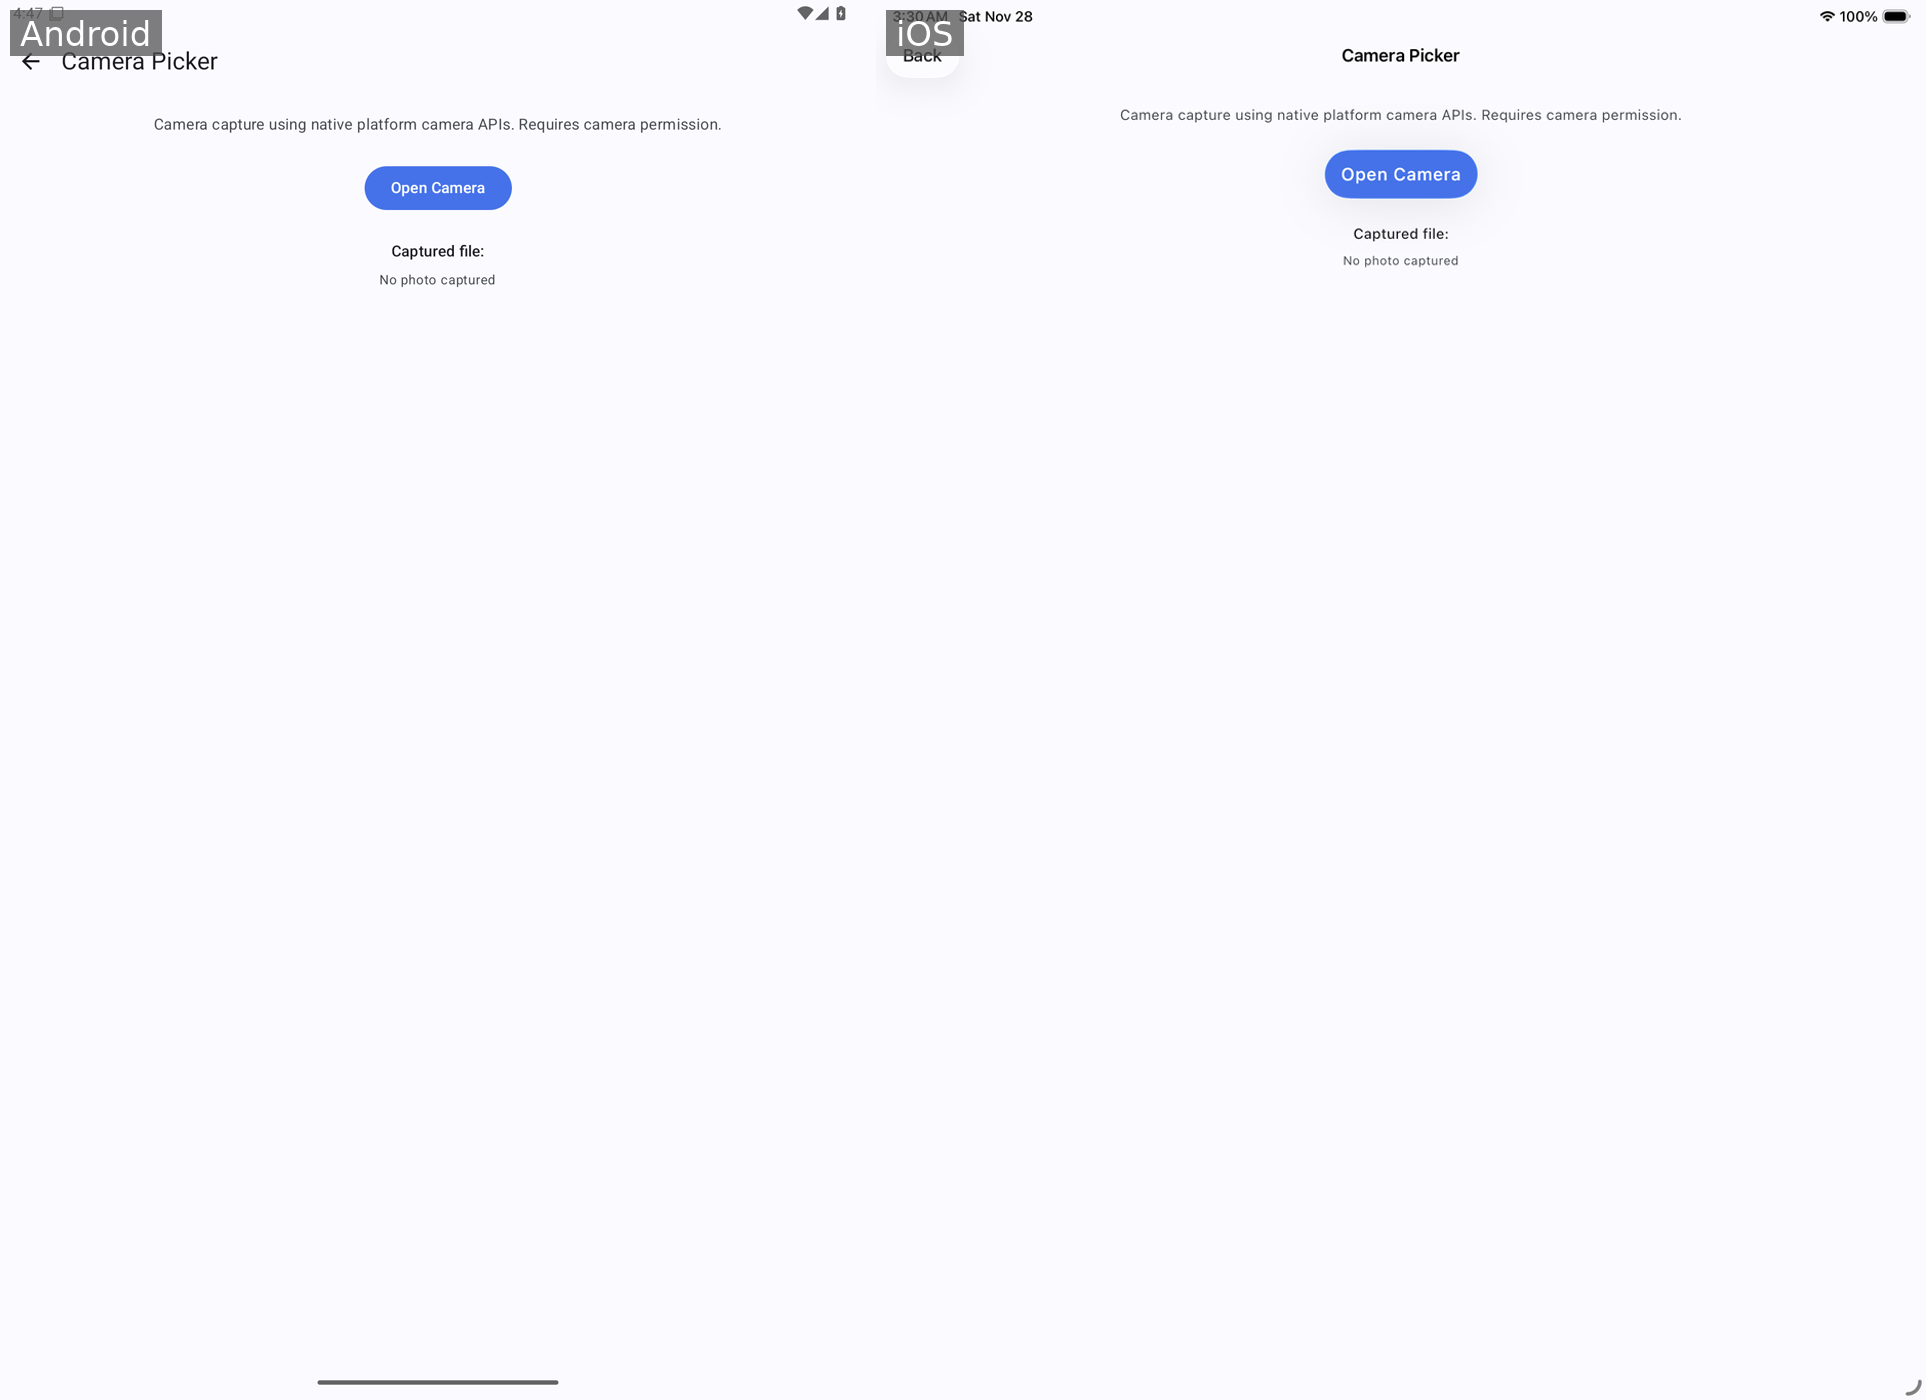 4:47
Android
Camera Picker
Camera capture using native platform camera APIs. Requires camera permission.
Open Camera
Captured file:
No photo captured
3:30 AM Sat Nov 28
100%
iOS
Back
Camera Picker
Camera capture using native platform camera APIs. Requires camera permission.
Open Camera
Captured file:
No photo captured